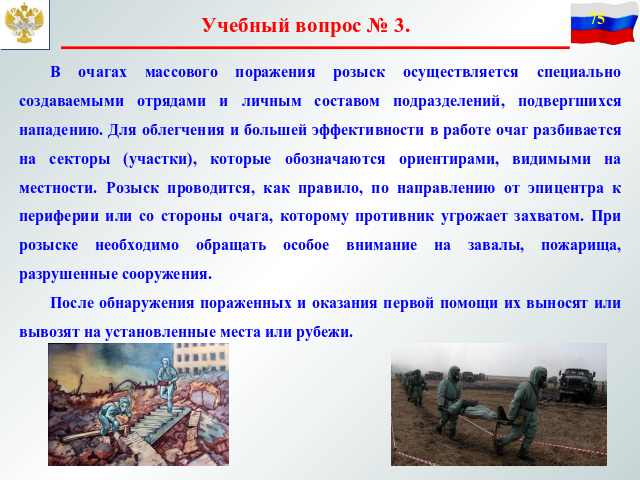 Учебный вопрос № 3.
75
В очагах массового поражения розыск осуществляется специально
создаваемыми отрядами и личным составом подразделений, подвергшихся
нападению. Для облегчения и большей эффективности в работе очаг разбивается
на секторы (участки), которые обозначаются ориентирами, видимыми на
местности. Розыск проводится, как правило, по направлению от эпицентра к
периферии или со стороны очага, которому противник угрожает захватом. При
розыске необходимо обращать особое внимание на завалы, пожарища,
разрушенные сооружения.
После обнаружения пораженных и оказания первой помощи их выносят или
вывозят на установленные места или рубежи.